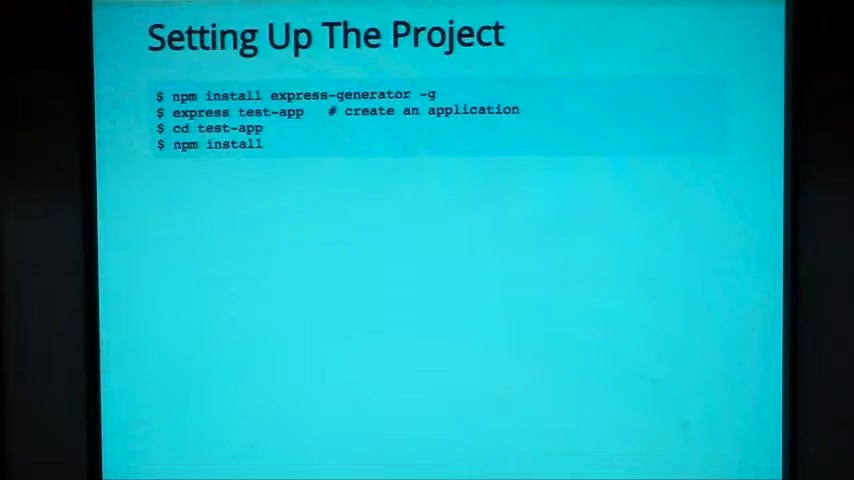 Setting Up The Project
$ npm install express-generator -g
$ express test-app   # create an application
$ cd test-app
$ npm install